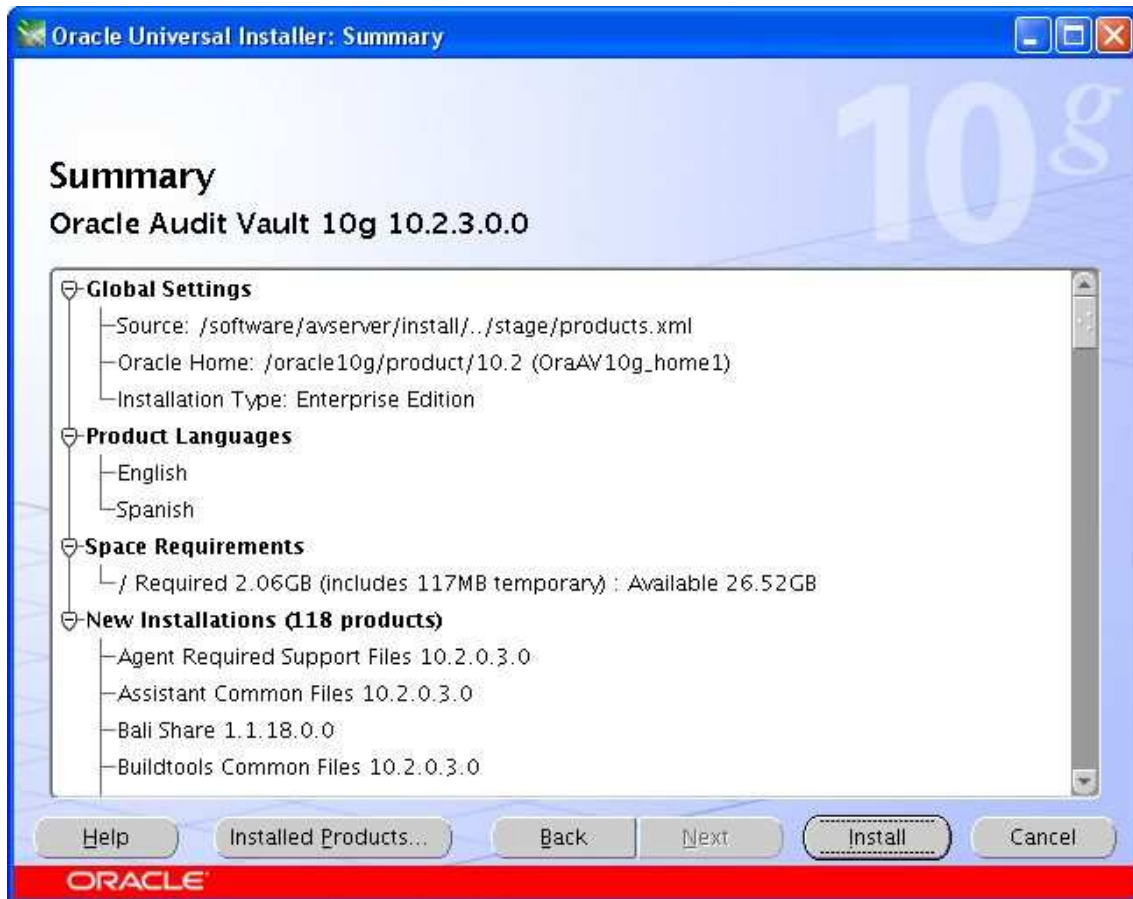 Oracle Universal Installer: Summary
10g
Summary
Oracle Audit Vault 10g 10.2.3.0.0
Global Settings
Source: /software/avserver/install/../stage/products.xml
Oracle Home: /oracle10g/product/10.2 (OraAV10g_home1)
Installation Type: Enterprise Edition
Product Languages
English
Spanish
Space Requirements
/ Required 2.06GB (includes 117MB temporary) : Available 26.52GB
New Installations (118 products)
Agent Required Support Files 10.2.0.3.0
Assistant Common Files 10.2.0.3.0
Bali Share 1.1.18.0.0
Buildtools Common Files 10.2.0.3.0
Help Installed Products... Back Next Install Cancel
ORACLE